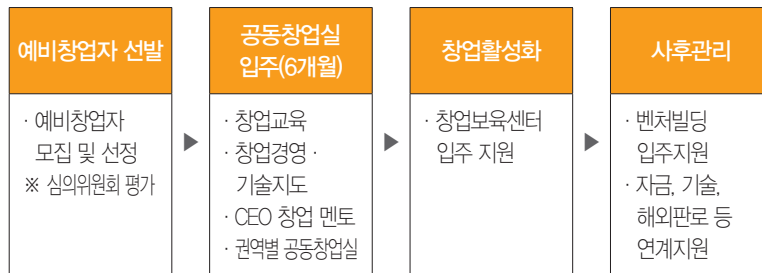 예비창업자 선발
· 예비창업자
모집 및 선정
※ 심의위원회 평가
공동창업실
입주(6개월)
· 창업교육
· 창업경영 ·
기술지도
· CEO 창업 멘토
· 권역별 공동창업실
창업활성화
· 창업보육센터
입주 지원
사후관리
· 벤처빌딩
입주지원
· 자금, 기술,
해외판로 등
연계지원